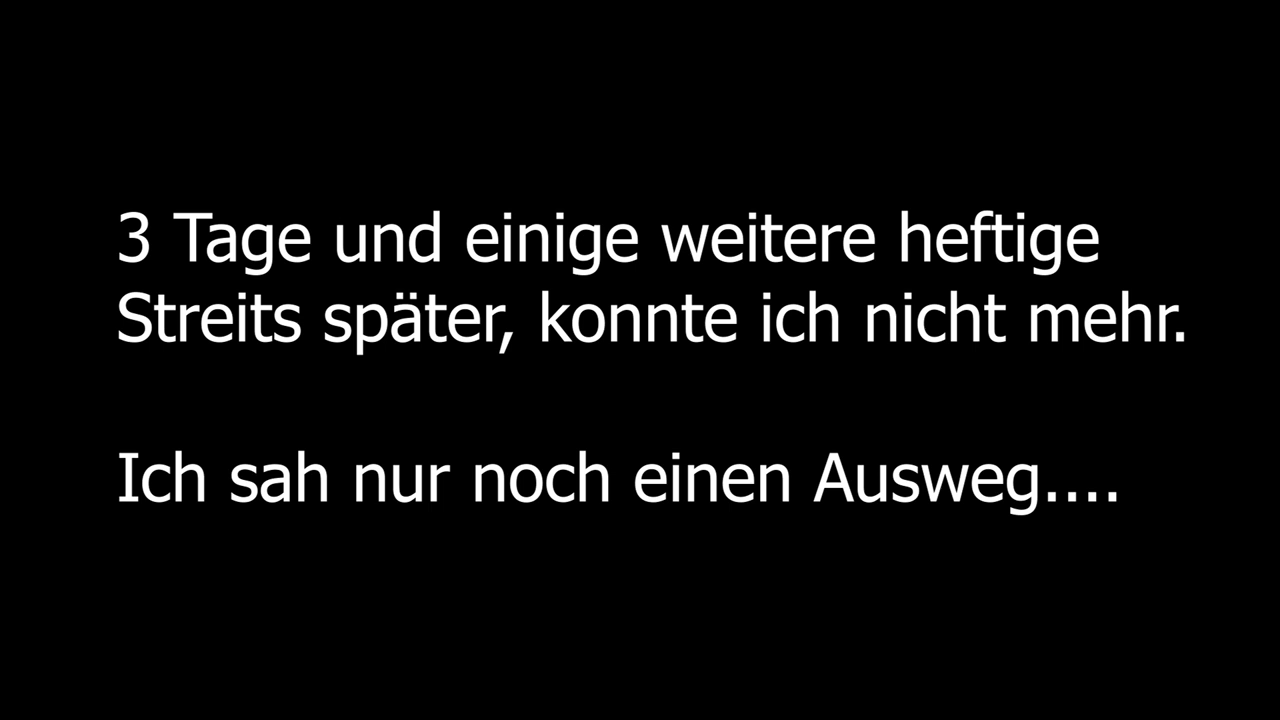 3 Tage und einige weitere heftige
Streits später, konnte ich nicht mehr.
Ich sah nur noch einen Ausweg....